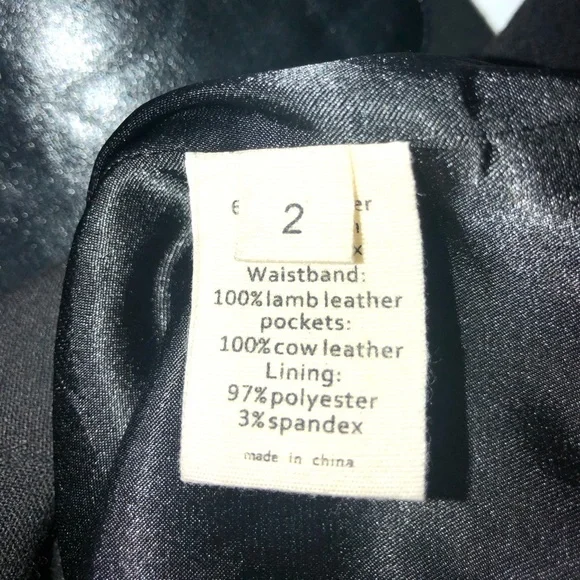 2
Waistband:
100%lamb leather
pockets:
100%cow leather
Lining:
97%polyester
3%spandex
made in china